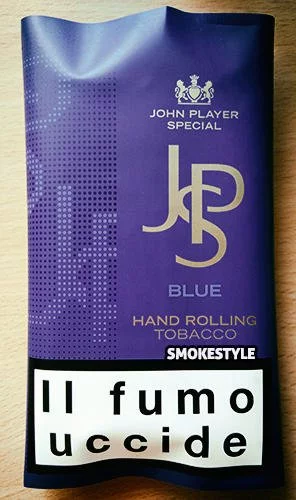 JOHN PLAYER
SPECIAL
JPS
BLUE
HAND ROLLING
TOBACCO
SMOKESTYLE
Il fumo
uccide